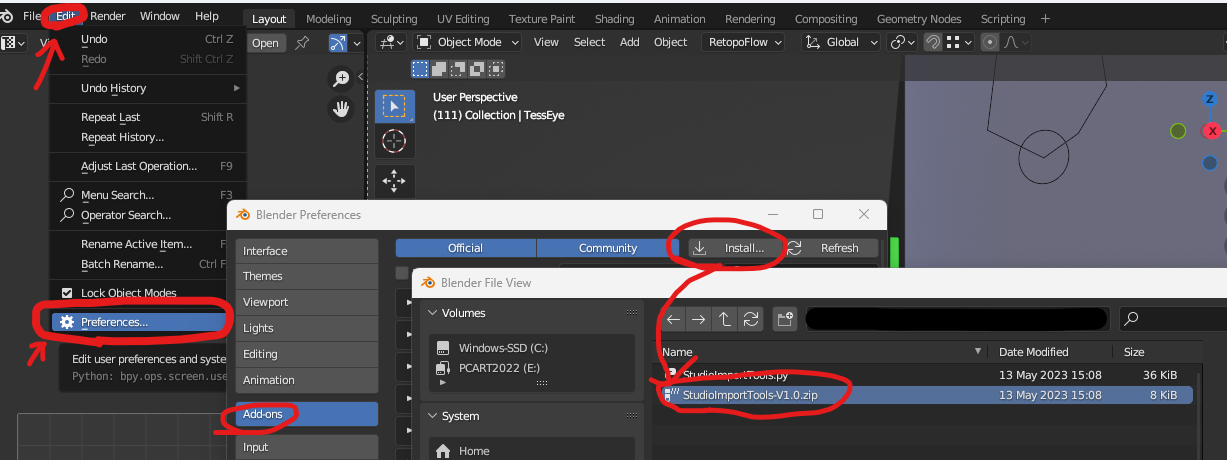 File Edit Render Window Help Layout Modeling Sculpting UV Editing Texture Paint Shading Animation Rendering Compositing Geometry Nodes Scripting +
Open Object Mode View Select Add Object RetopoFlow Global
Undo Ctrl Z
Redo Shift Ctrl Z
Undo History
Repeat Last Shift R
Repeat History...
Adjust Last Operation... F9
Menu Search... F3
Operator Search...
Rename Active Item...
Batch Rename... Ctrl F
Lock Object Modes
Preferences...
Edit user preferences and syste
Python: bpy.ops.screen.use
User Perspective
(111) Collection | TessEye
Z
X
Blender Preferences
Interface
Themes
Viewport
Lights
Editing
Animation
Add-ons
Input
Official Community Install... Refresh
Blender File View
Volumes
Windows-SSD (C:)
PCART2022 (E:)
System
Home
Name Date Modified Size
StudioImportTools.py 13 May 2023 15:08 36 KiB
StudioImportTools-V1.0.zip 13 May 2023 15:08 8 KiB